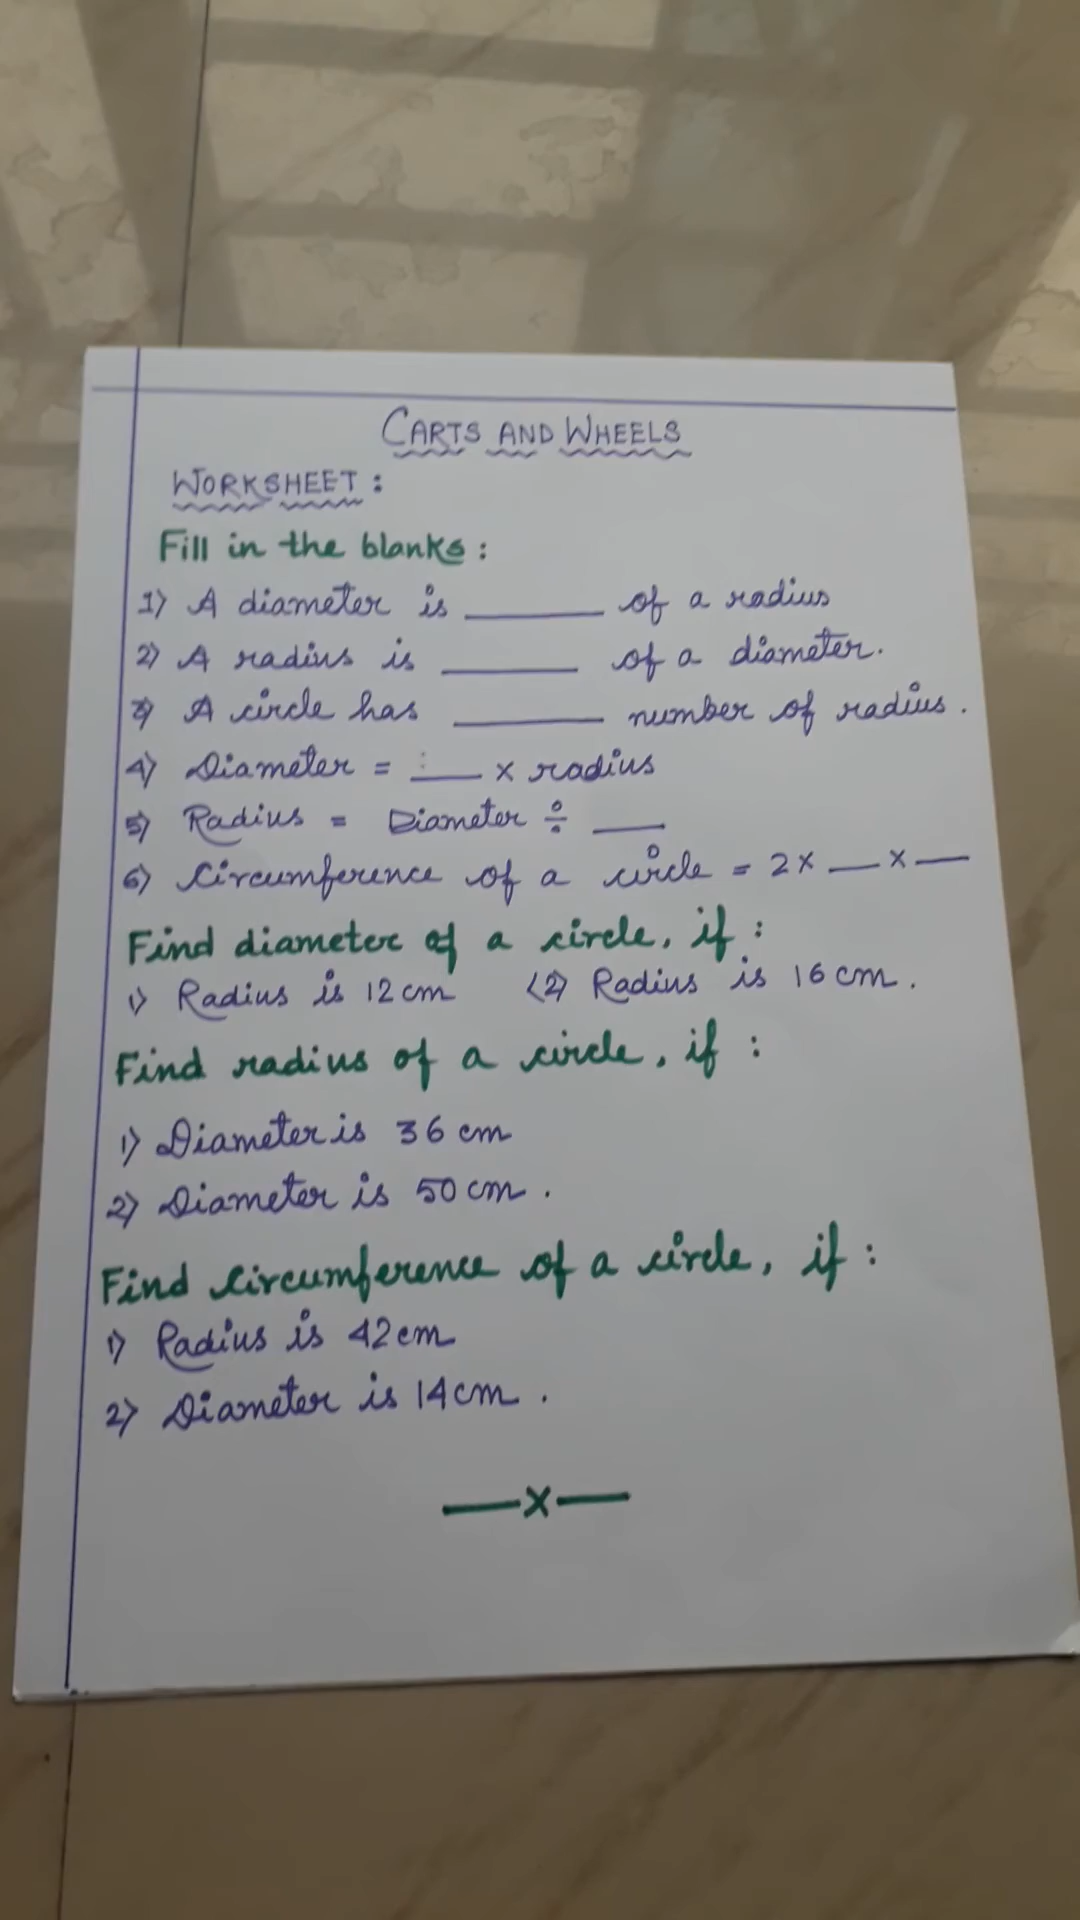 CARTS AND WHEELS
WORKSHEET :
Fill in the blanks :
1) A diameter is ______ of a radius
2) A radius is ______ of a diameter.
3) A circle has ______ number of radius.
4) Diameter = ___ x radius
5) Radius = Diameter ÷ ___
6) Circumference of a circle = 2x __ x __
Find diameter of a circle, if :
1) Radius is 12 cm (2) Radius is 16 cm.
Find radius of a circle, if :
1) Diameter is 36 cm
2) Diameter is 50 cm.
Find circumference of a circle, if :
1) Radius is 42 cm
2) Diameter is 14 cm.
—x—